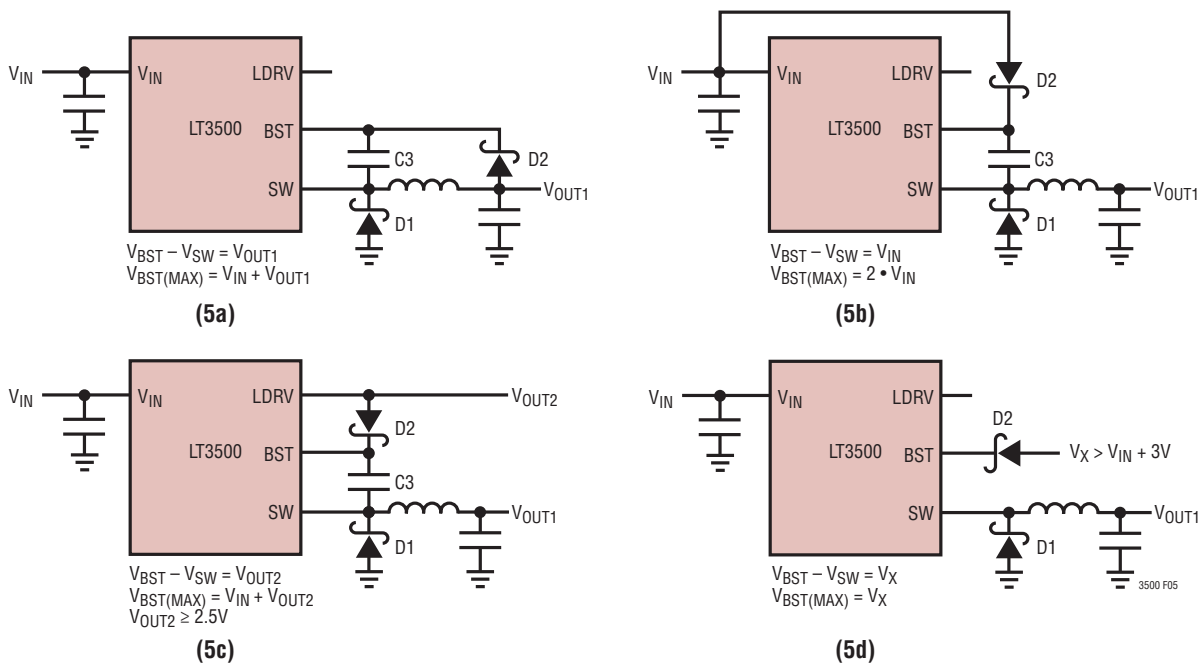 VIN
VIN
LDRV
LT3500
BST
SW
C3
D2
D1
VOUT1
VBST – VSW = VOUT1
VBST(MAX) = VIN + VOUT1
(5a)
VIN
VIN
LDRV
LT3500
BST
SW
D2
C3
D1
VOUT1
VBST – VSW = VIN
VBST(MAX) = 2 • VIN
(5b)
VIN
VIN
LDRV
LT3500
BST
SW
VOUT2
D2
C3
VOUT1
D1
VBST – VSW = VOUT2
VBST(MAX) = VIN + VOUT2
VOUT2 ≥ 2.5V
(5c)
VIN
VIN
LDRV
LT3500
BST
SW
D2
VX > VIN + 3V
VOUT1
D1
VBST – VSW = VX
VBST(MAX) = VX
3500 F05
(5d)